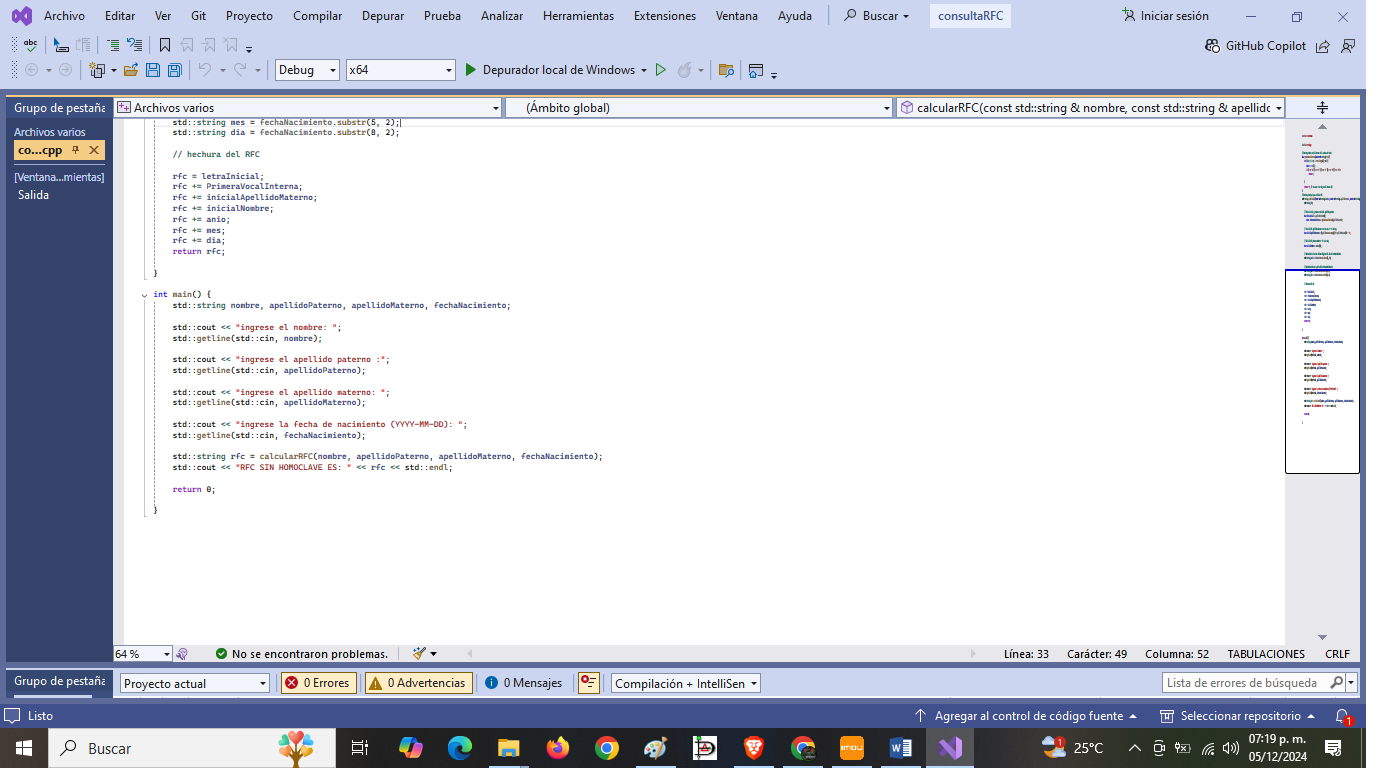 Archivo Editar Ver Git Proyecto Compilar Depurar Prueba Analizar Herramientas Extensiones Ventana Ayuda Buscar consultaRFC Iniciar sesión
abc GitHub Copilot
Debug x64 Depurador local de Windows
Grupo de pestaña Archivos varios (Ámbito global) calcularRFC(const std::string & nombre, const std::string & apellido
Archivos varios
co...cpp
[Ventana...mientas]
Salida
std::string mes = fechaNacimiento.substr(5, 2);
std::string dia = fechaNacimiento.substr(8, 2);
// hechura del RFC
rfc = letraInicial;
rfc += PrimeraVocalInterna;
rfc += inicialApellidoMaterno;
rfc += inicialNombre;
rfc += anio;
rfc += mes;
rfc += dia;
return rfc;
}
int main() {
std::string nombre, apellidoPaterno, apellidoMaterno, fechaNacimiento;
std::cout << "ingrese el nombre: ";
std::getline(std::cin, nombre);
std::cout << "ingrese el apellido paterno :";
std::getline(std::cin, apellidoPaterno);
std::cout << "ingrese el apellido materno: ";
std::getline(std::cin, apellidoMaterno);
std::cout << "ingrese la fecha de nacimiento (YYYY-MM-DD): ";
std::getline(std::cin, fechaNacimiento);
std::string rfc = calcularRFC(nombre, apellidoPaterno, apellidoMaterno, fechaNacimiento);
std::cout << "RFC SIN HOMOCLAVE ES: " << rfc << std::endl;
return 0;
}
64 % No se encontraron problemas. Línea: 33 Carácter: 49 Columna: 52 TABULACIONES CRLF
Grupo de pestaña Proyecto actual 0 Errores 0 Advertencias 0 Mensajes Compilación + IntelliSen Lista de errores de búsqueda
Listo Agregar al control de código fuente Seleccionar repositorio 1
Buscar imou 1 25°C 07:19 p. m.
05/12/2024